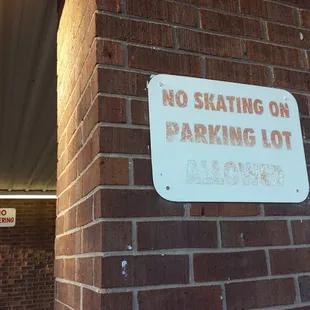 NO SKATING ON
PARKING LOT
ALLOWED